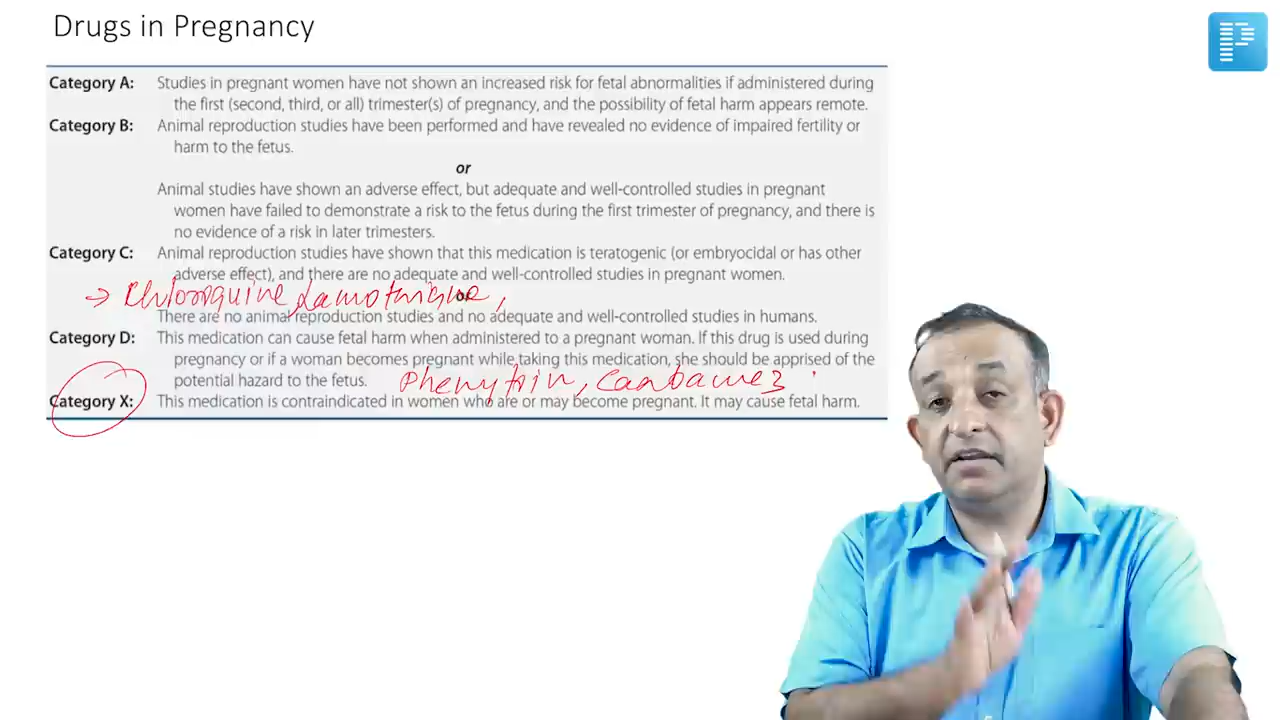 Drugs in Pregnancy
Category A: Studies in pregnant women have not shown an increased risk for fetal abnormalities if administered during
the first (second, third, or all) trimester(s) of pregnancy, and the possibility of fetal harm appears remote.
Category B: Animal reproduction studies have been performed and have revealed no evidence of impaired fertility or
harm to the fetus.
or
Animal studies have shown an adverse effect, but adequate and well-controlled studies in pregnant
women have failed to demonstrate a risk to the fetus during the first trimester of pregnancy, and there is
no evidence of a risk in later trimesters.
Category C: Animal reproduction studies have shown that this medication is teratogenic (or embryocidal or has other
adverse effect), and there are no adequate and well-controlled studies in pregnant women.
→ Chloroquine, Lamotrigine,
or
There are no animal reproduction studies and no adequate and well-controlled studies in humans.
Category D: This medication can cause fetal harm when administered to a pregnant woman. If this drug is used during
pregnancy or if a woman becomes pregnant while taking this medication, she should be apprised of the
potential hazard to the fetus. Phenytoin, Carbamez
Category X: This medication is contraindicated in women who are or may become pregnant. It may cause fetal harm.